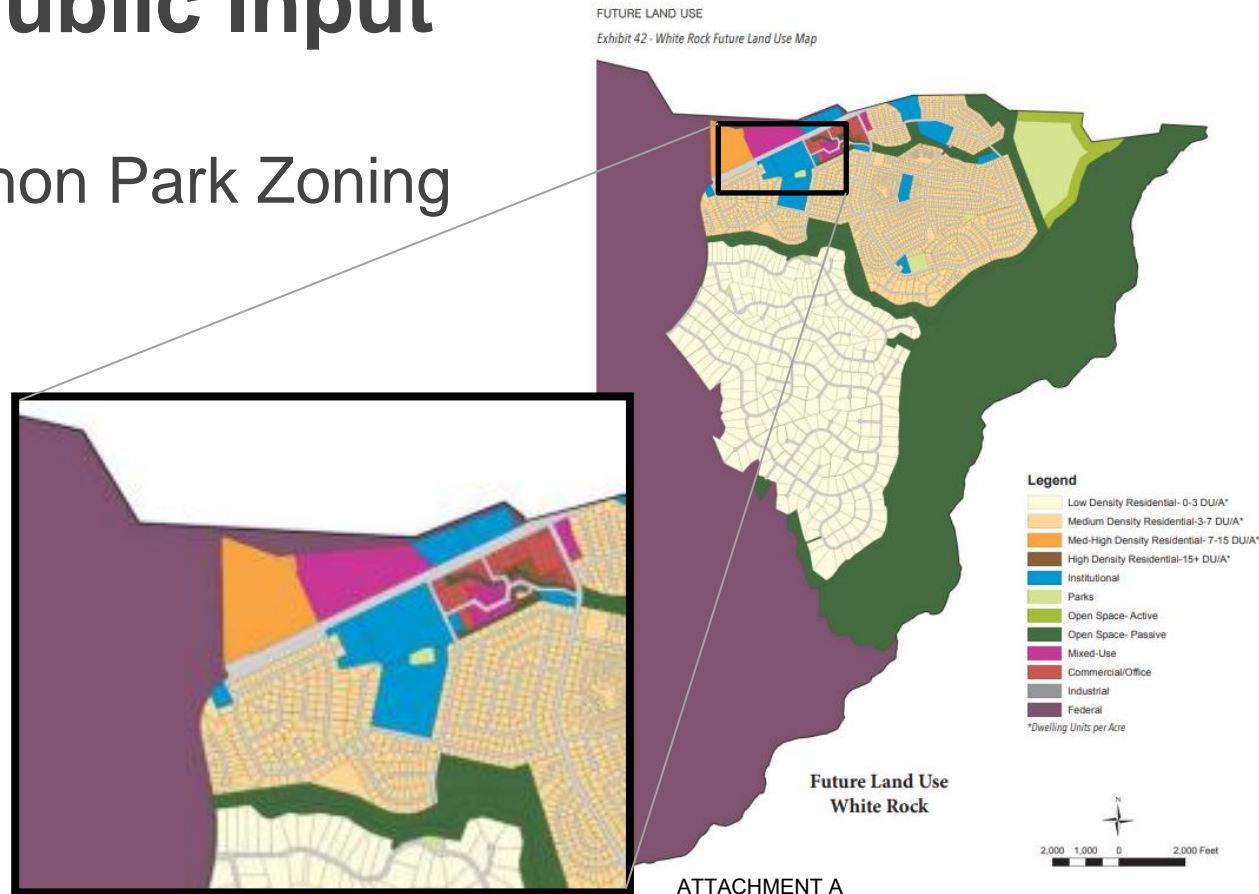 ublic Input
non Park Zoning
FUTURE LAND USE
Exhibit 42 - White Rock Future Land Use Map
Legend
Low Density Residential- 0-3 DU/A*
Medium Density Residential-3-7 DU/A*
Med-High Density Residential- 7-15 DU/A*
High Density Residential-15+ DU/A*
Institutional
Parks
Open Space- Active
Open Space- Passive
Mixed-Use
Commercial/Office
Industrial
Federal
*Dwelling Units per Acre
Future Land Use
White Rock
N
2,000 1,000 0 2,000 Feet
ATTACHMENT A